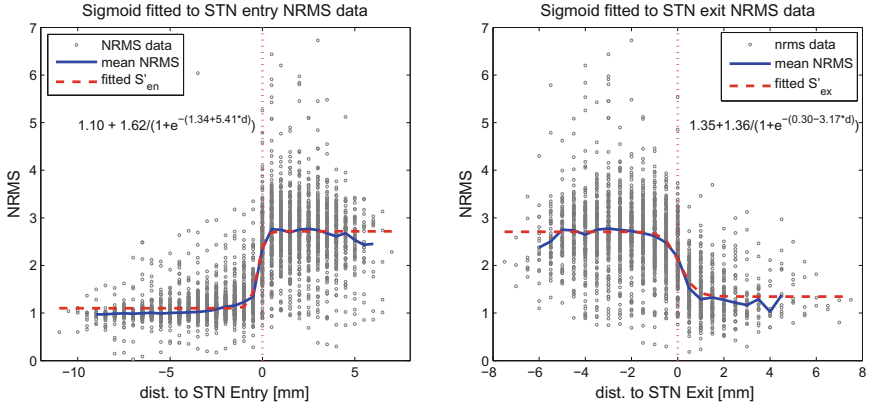 Sigmoid fitted to STN entry NRMS data
7
6
5
4
3
2
1
0
NRMS
NRMS data
mean NRMS
fitted S'en
1.10 + 1.62/(1+e^-(1.34+5.41*d))
−10
−5
0
5
dist. to STN Entry [mm]
Sigmoid fitted to STN exit NRMS data
7
6
5
4
3
2
1
0
NRMS
nrms data
mean NRMS
fitted S'ex
1.35+1.36/(1+e^-(0.30−3.17*d))
−8
−6
−4
−2
0
2
4
6
8
dist. to STN Exit [mm]